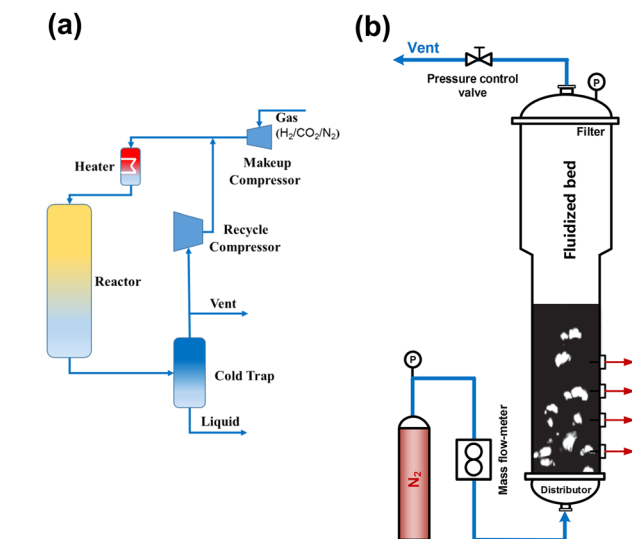 (a)
Gas
(H₂/CO₂/N₂)
Makeup
Compressor
Heater
Recycle
Compressor
Reactor
Vent
Cold Trap
Liquid
(b)
Vent
Pressure control
valve
P
Filter
Fluidized bed
P
Mass flow-meter
N₂
Distributor